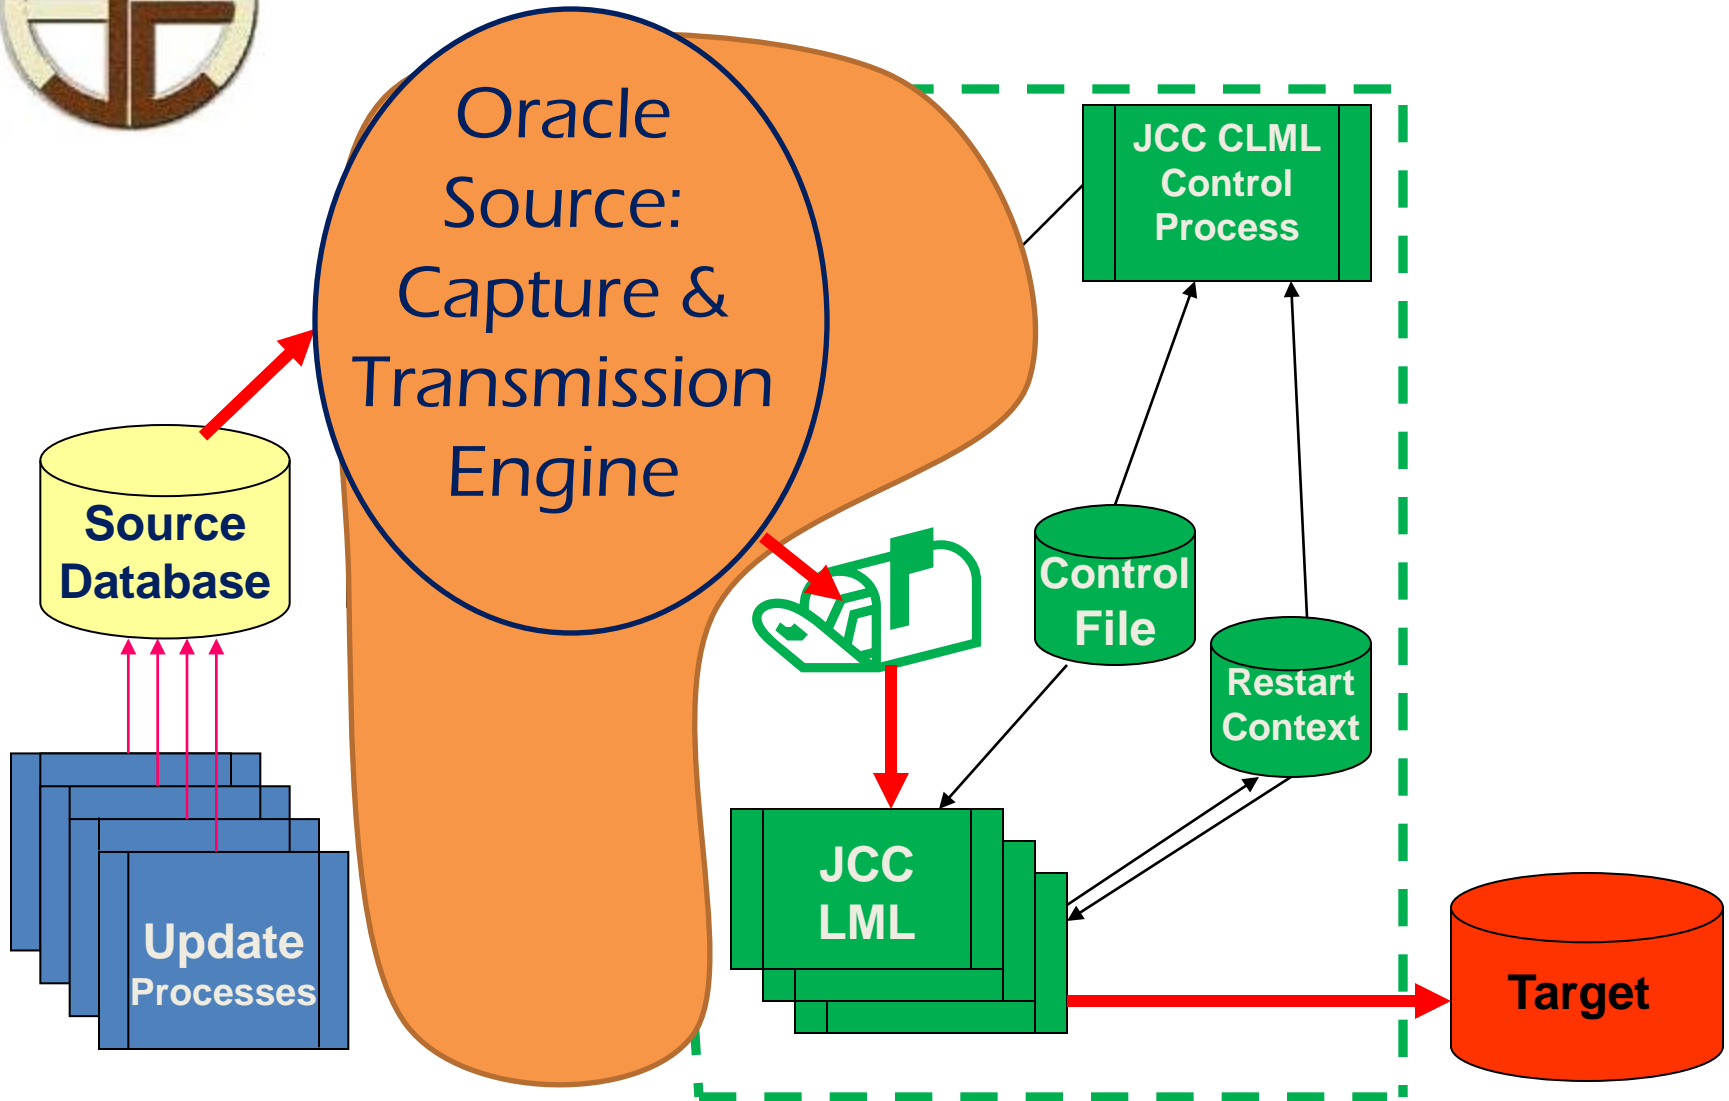 Oracle
Source:
Capture &
Transmission
Engine
JCC CLML
Control
Process
Source
Database
Control
File
Restart
Context
JCC
LML
Update
Processes
Target